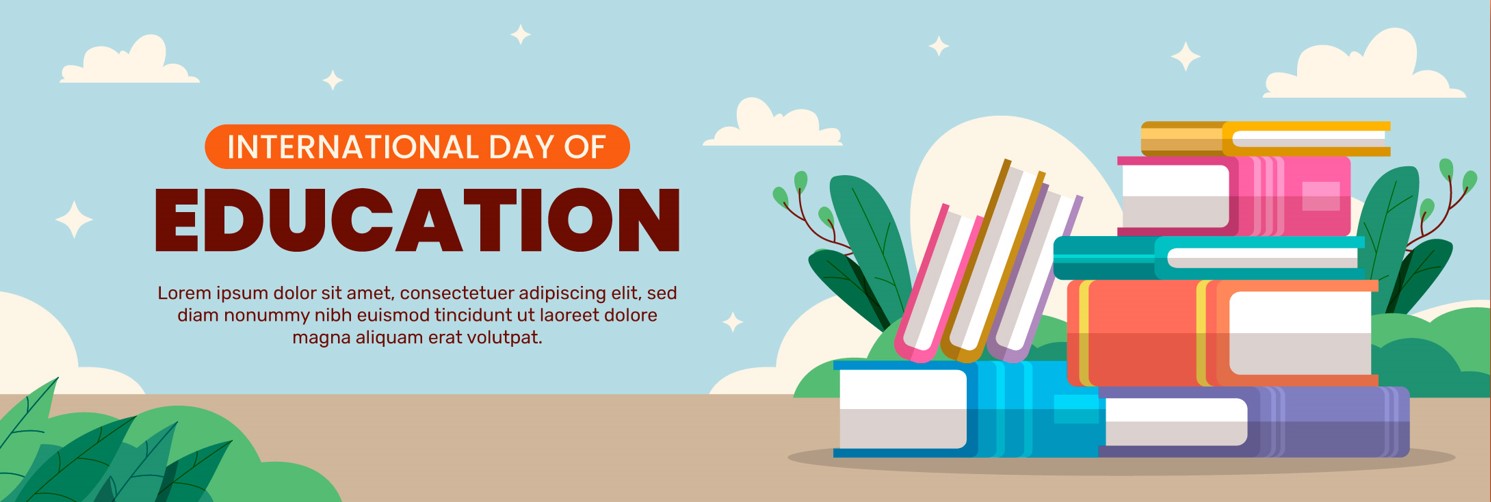 INTERNATIONAL DAY OF
EDUCATION
Lorem ipsum dolor sit amet, consectetuer adipiscing elit, sed
diam nonummy nibh euismod tincidunt ut laoreet dolore
magna aliquam erat volutpat.